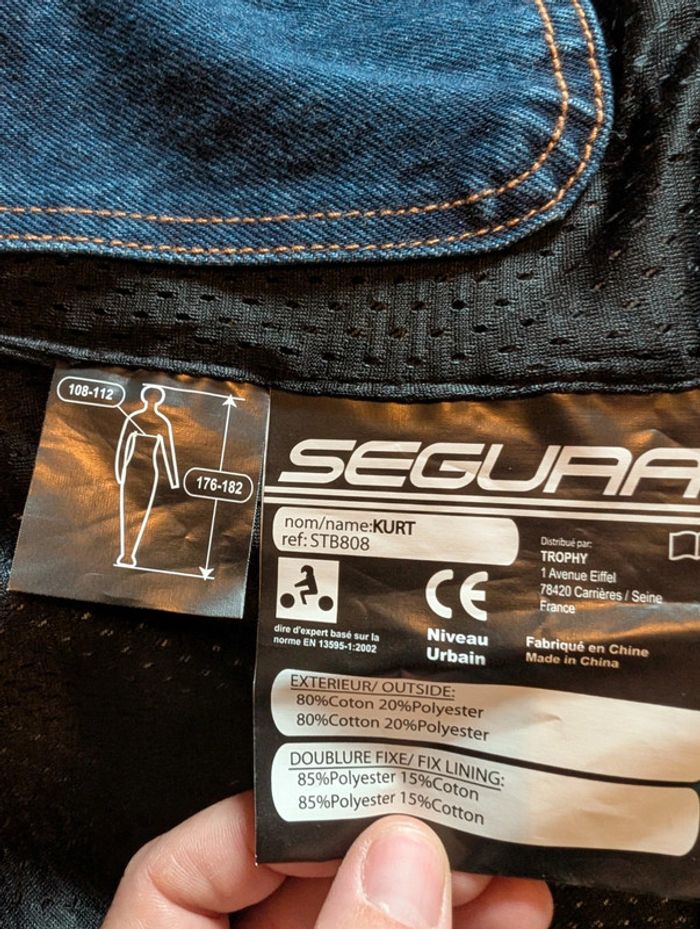 108-112
176-182
SEGURA
nom/name:KURT
ref: STB808
dire d'expert basé sur la
norme EN 13595-1:2002
CE
Niveau
Urbain
Distribué par:
TROPHY
1 Avenue Eiffel
78420 Carrières / Seine
France
Fabriqué en Chine
Made in China
EXTERIEUR/ OUTSIDE:
80%Coton 20%Polyester
80%Cotton 20%Polyester
DOUBLURE FIXE/ FIX LINING:
85%Polyester 15%Coton
85%Polyester 15%Cotton